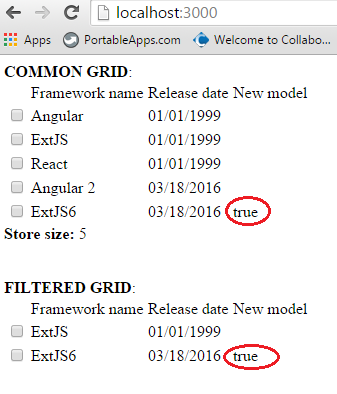 localhost:3000
Apps PortableApps.com Welcome to Collabo...
COMMON GRID:
Framework name Release date New model
Angular 01/01/1999
ExtJS 01/01/1999
React 01/01/1999
Angular 2 03/18/2016
ExtJS6 03/18/2016 true
Store size: 5
FILTERED GRID:
Framework name Release date New model
ExtJS 01/01/1999
ExtJS6 03/18/2016 true